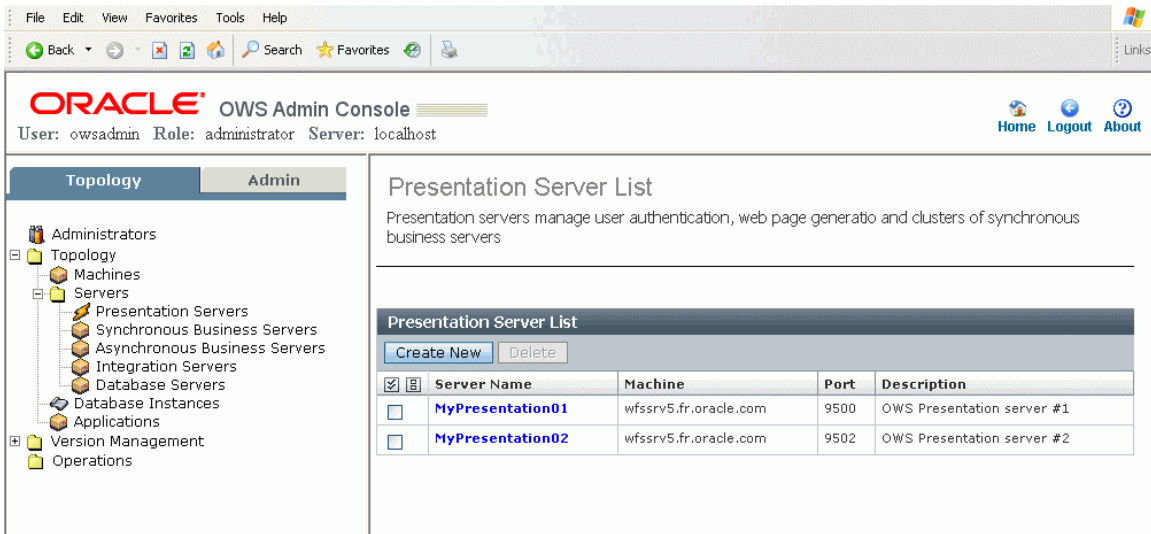 File Edit View Favorites Tools Help
Back Search Favorites
Links
ORACLE OWS Admin Console
User: owsadmin Role: administrator Server: localhost
Home Logout About
Topology Admin
Administrators
Topology
Machines
Servers
Presentation Servers
Synchronous Business Servers
Asynchronous Business Servers
Integration Servers
Database Servers
Database Instances
Applications
Version Management
Operations
Presentation Server List
Presentation servers manage user authentication, web page generatio and clusters of synchronous
business servers
Presentation Server List
Create New Delete
Server Name Machine Port Description
MyPresentation01 wfssrv5.fr.oracle.com 9500 OWS Presentation server #1
MyPresentation02 wfssrv5.fr.oracle.com 9502 OWS Presentation server #2